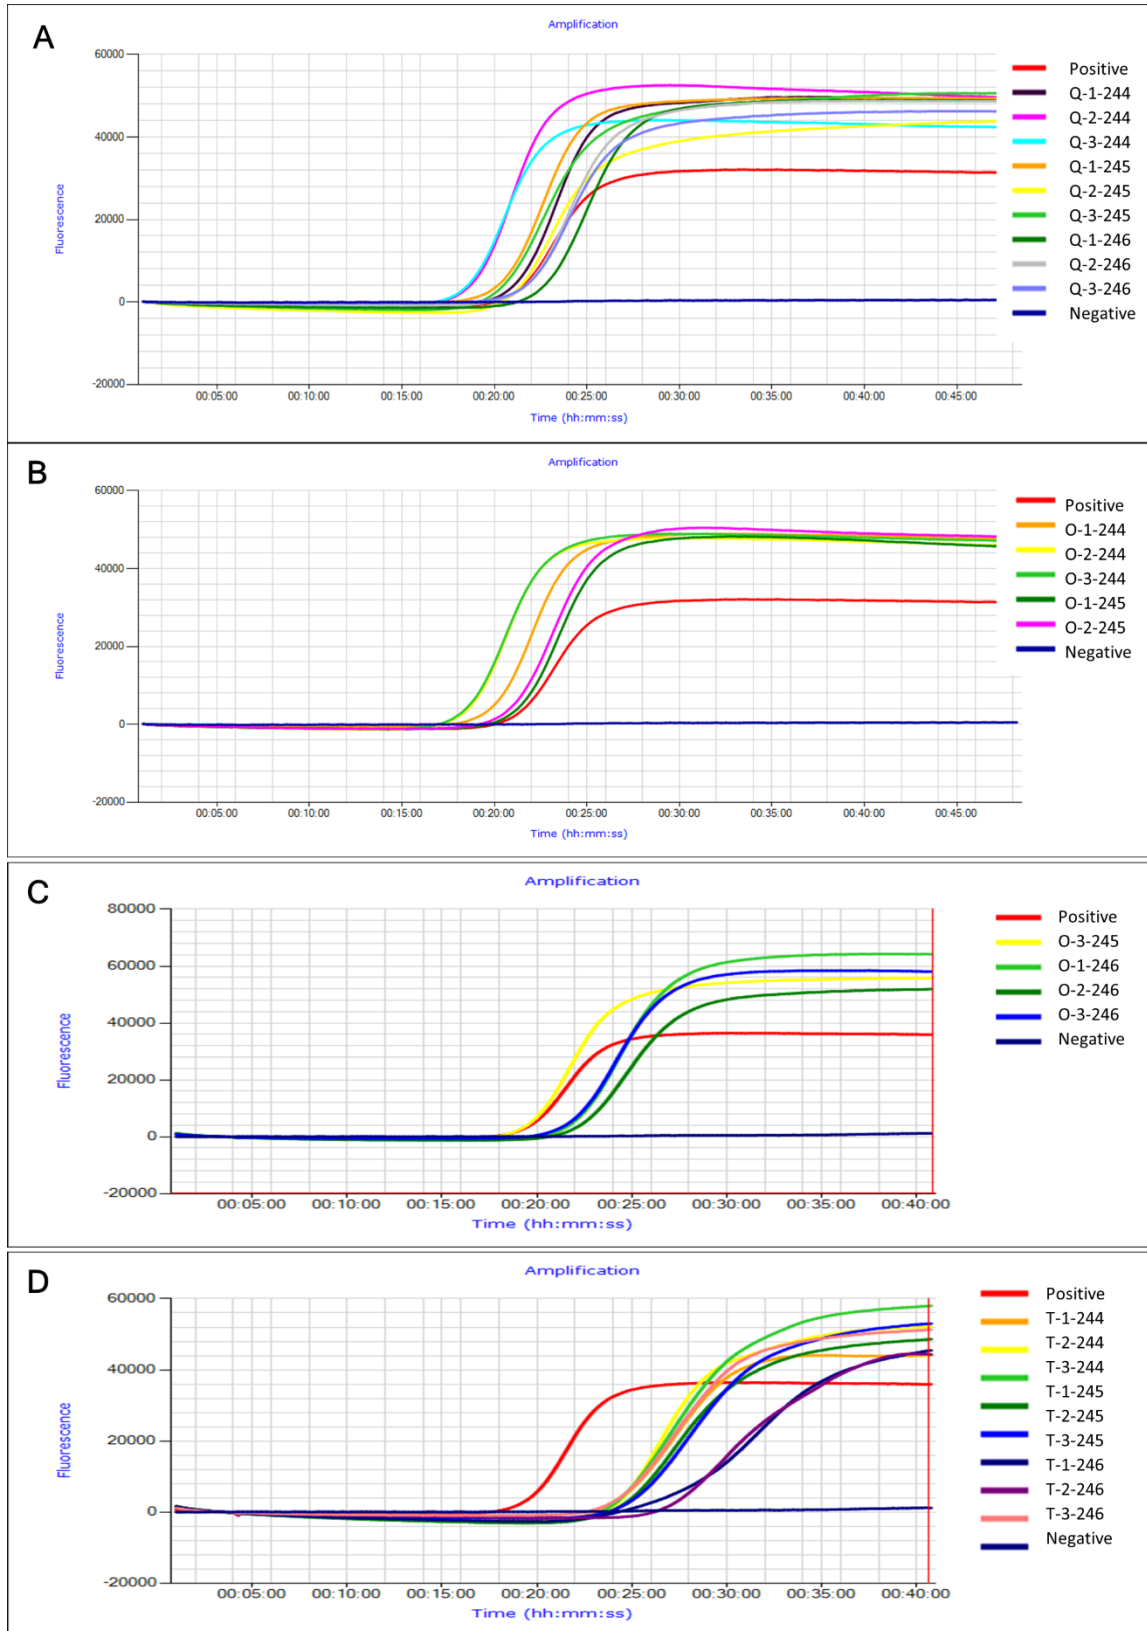 A
Amplification
60000
40000
20000
0
-20000
Fluorescence
00:05:00 00:10:00 00:15:00 00:20:00 00:25:00 00:30:00 00:35:00 00:40:00 00:45:00
Time (hh:mm:ss)
Positive
Q-1-244
Q-2-244
Q-3-244
Q-1-245
Q-2-245
Q-3-245
Q-1-246
Q-2-246
Q-3-246
Negative
B
Amplification
60000
40000
20000
0
-20000
Fluorescence
00:05:00 00:10:00 00:15:00 00:20:00 00:25:00 00:30:00 00:35:00 00:40:00 00:45:00
Time (hh:mm:ss)
Positive
O-1-244
O-2-244
O-3-244
O-1-245
O-2-245
Negative
C
Amplification
80000
60000
40000
20000
0
-20000
Fluorescence
00:05:00 00:10:00 00:15:00 00:20:00 00:25:00 00:30:00 00:35:00 00:40:00
Time (hh:mm:ss)
Positive
O-3-245
O-1-246
O-2-246
O-3-246
Negative
D
Amplification
60000
40000
20000
0
-20000
Fluorescence
00:05:00 00:10:00 00:15:00 00:20:00 00:25:00 00:30:00 00:35:00 00:40:00
Time (hh:mm:ss)
Positive
T-1-244
T-2-244
T-3-244
T-1-245
T-2-245
T-3-245
T-1-246
T-2-246
T-3-246
Negative